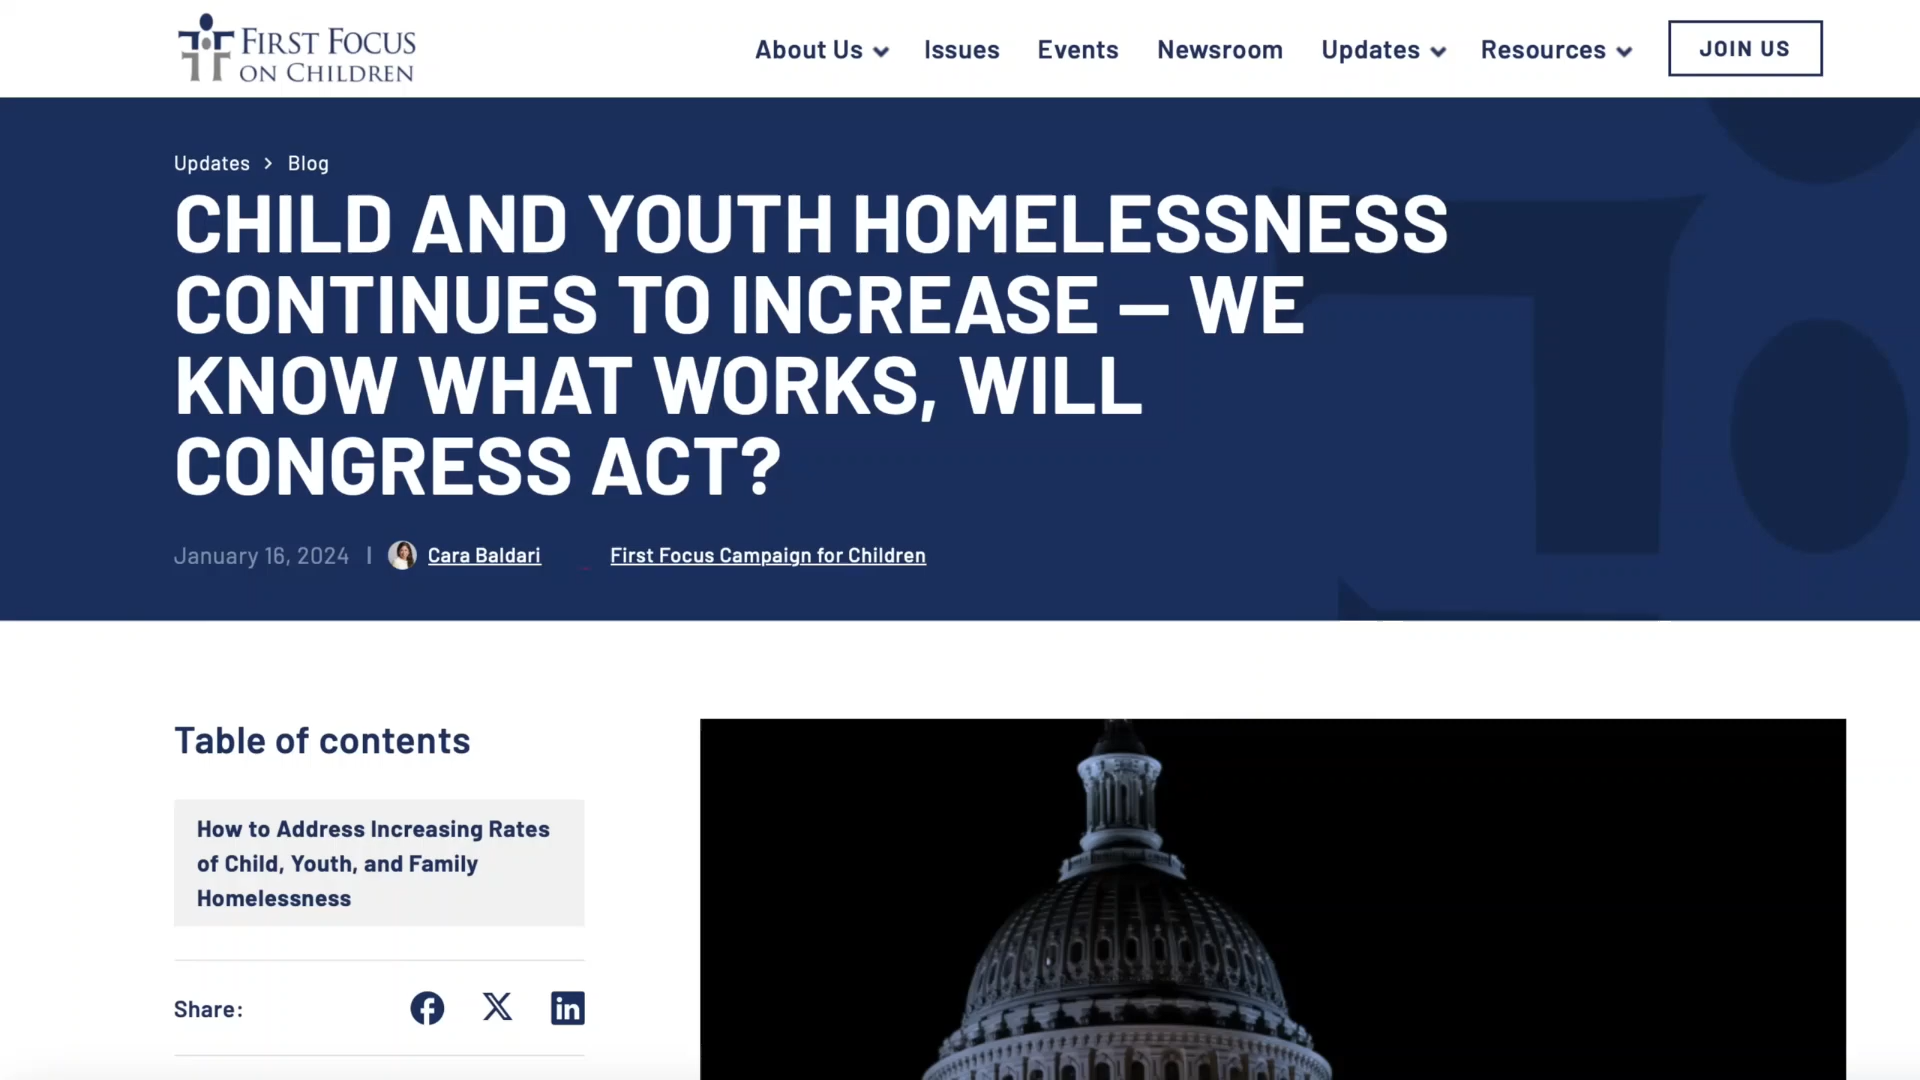 FIRST FOCUS
ON CHILDREN
About Us
Issues
Events
Newsroom
Updates
Resources
JOIN US
Updates > Blog
CHILD AND YOUTH HOMELESSNESS
CONTINUES TO INCREASE – WE
KNOW WHAT WORKS, WILL
CONGRESS ACT?
January 16, 2024 | Cara Baldari First Focus Campaign for Children
Table of contents
How to Address Increasing Rates
of Child, Youth, and Family
Homelessness
Share: